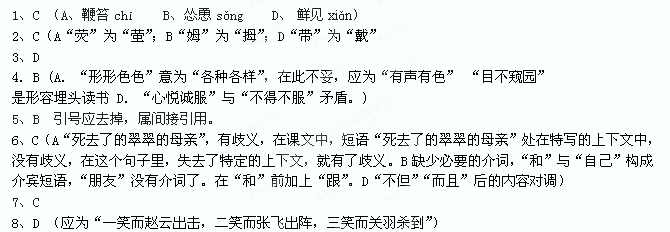 1、C （A、鞭笞 chī    B、怂恿 sǒng    D、 鲜见 xiǎn）
2、C（A“荧”为“萤”；B“姆”为“拇”；D“带”为“戴”
3、D
4. B (A. “形形色色”意为“各种各样”，在此不妥，应为“有声有色”  “目不窥园”
是形容埋头读书 D. “心悦诚服”与“不得不服”矛盾。)
5、B  引号应去掉，属间接引用。
6、C（A“死去了的翠翠的母亲”，有歧义，在课文中，短语“死去了的翠翠的母亲”处在特写的上下文中，
没有歧义，在这个句子里，失去了特定的上下文，就有了歧义。B缺少必要的介词，“和”与“自己”构成
介宾短语，“朋友”没有介词了。在“和”前加上“跟”。D“不但”“而且”后的内容对调）
7、C
8、D （应为“一笑而赵云出击，二笑而张飞出阵，三笑而关羽杀到”）